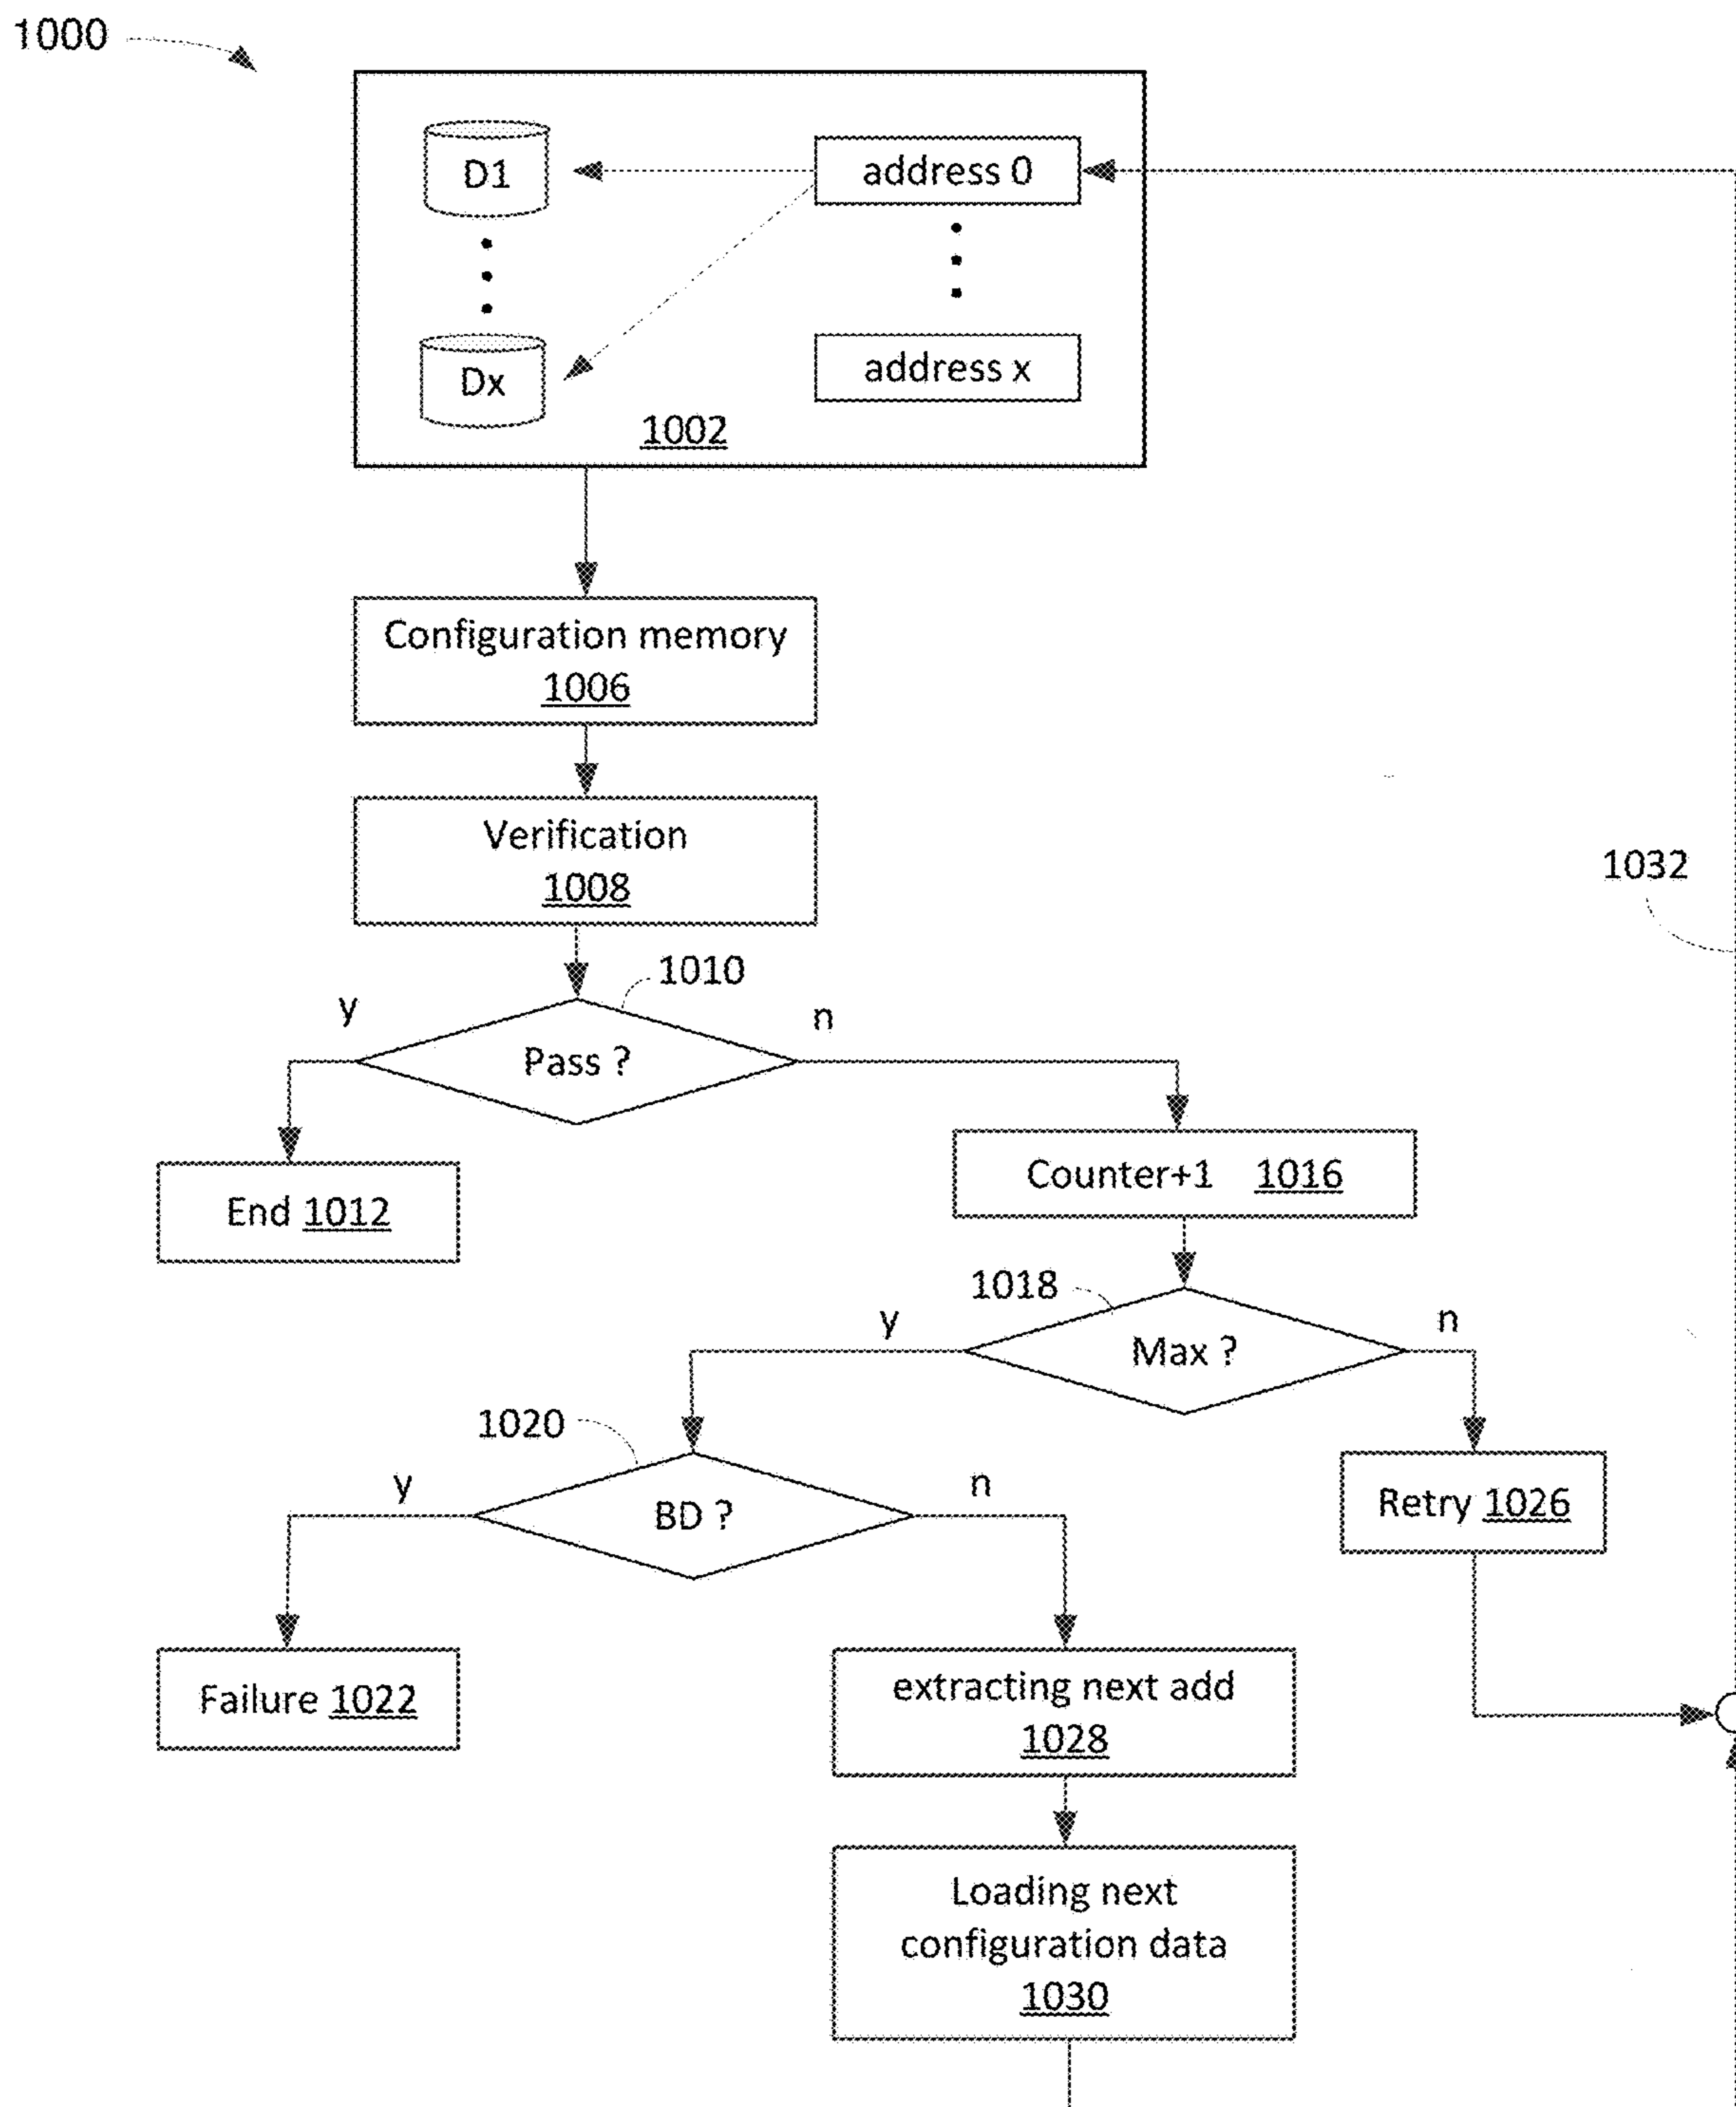 1000
D1
address 0
Dx
address x
1002
Configuration memory
1006
Verification
1008
1032
1010
y
n
Pass ?
End 1012
Counter+1 1016
1018
y
n
Max ?
1020
y
n
BD ?
Retry 1026
Failure 1022
extracting next add
1028
Loading next
configuration data
1030